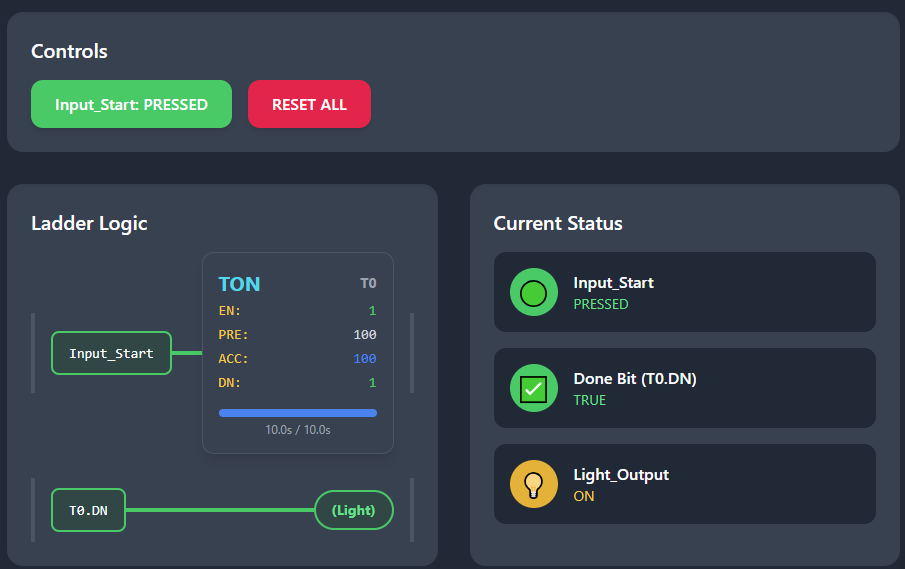 Controls
Input_Start: PRESSED RESET ALL
Ladder Logic
TON T0
EN: 1
PRE: 100
ACC: 100
DN: 1
10.0s / 10.0s
Input_Start
T0.DN
(Light)
Current Status
Input_Start
PRESSED
Done Bit (T0.DN)
TRUE
Light_Output
ON